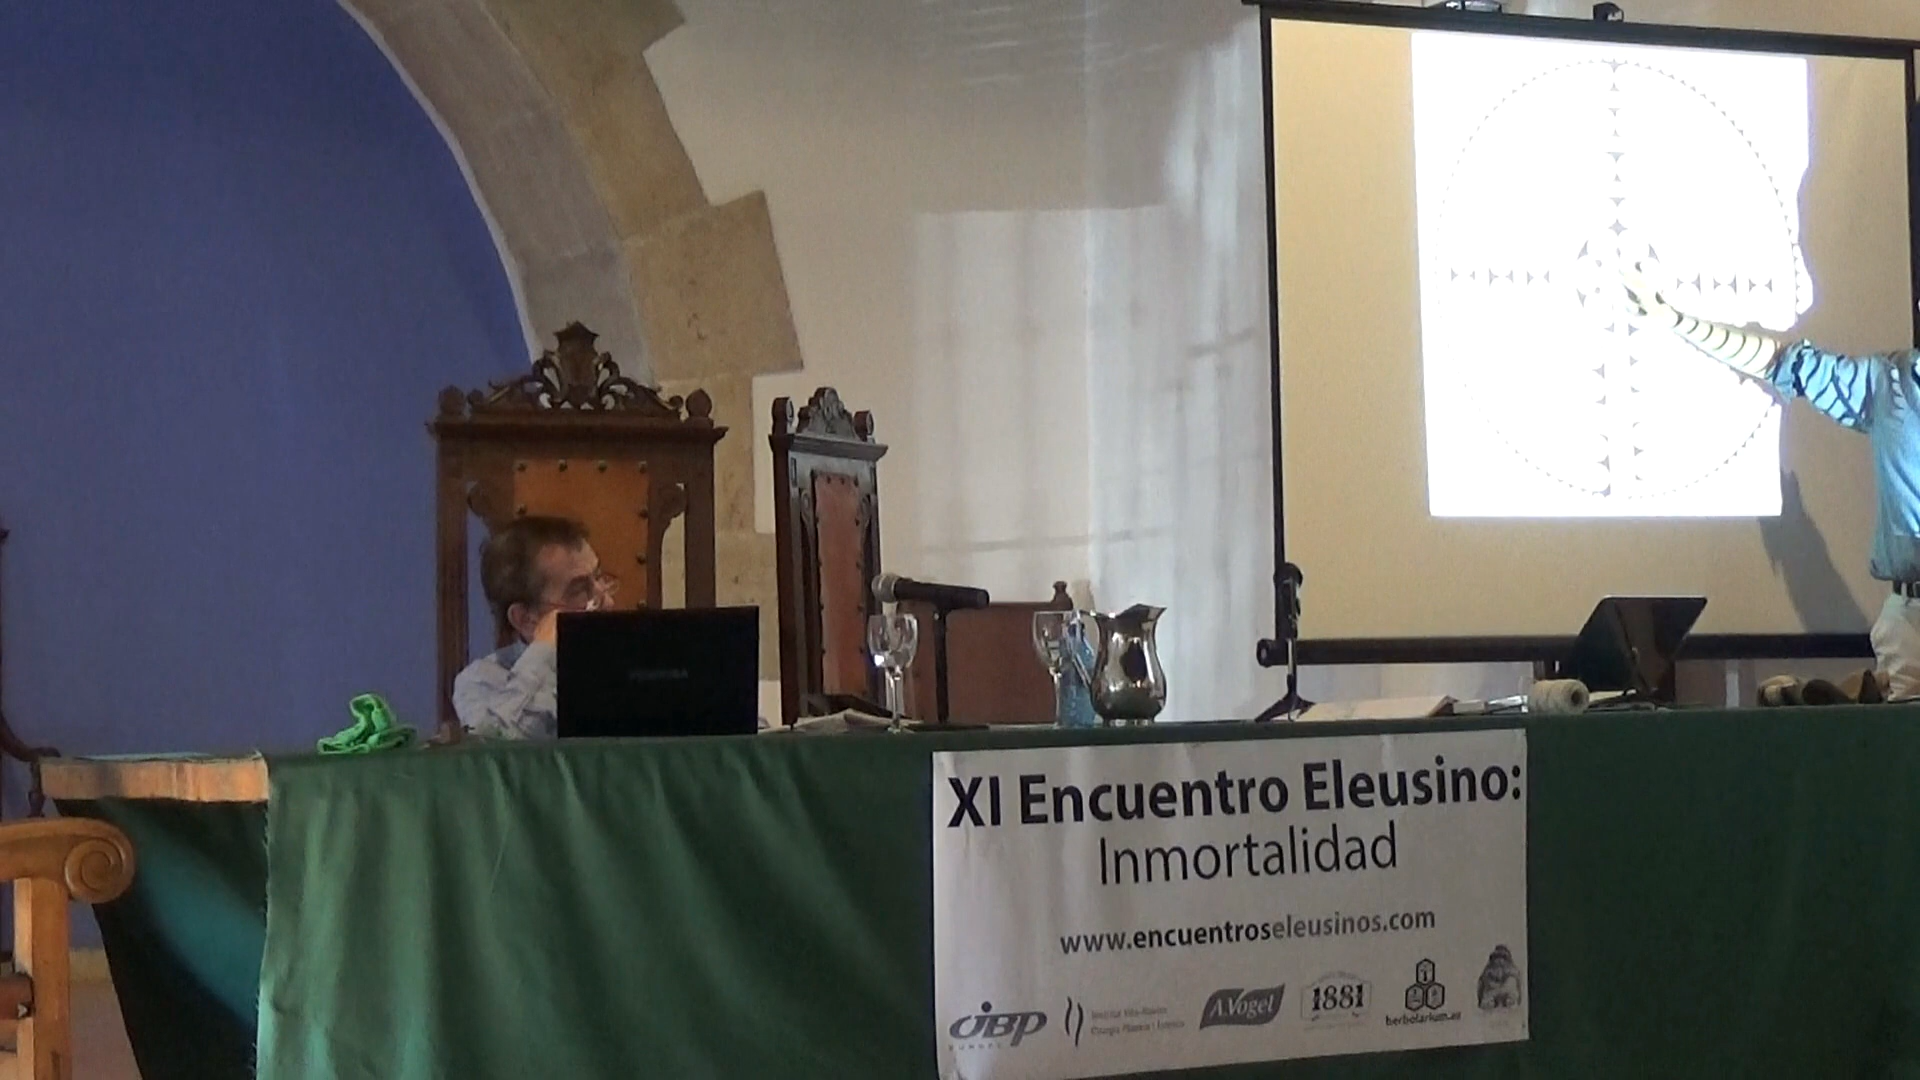 XI Encuentro Eleusino:
Inmortalidad
www.encuentroseleusinos.com
A.Vogel
1881
herbolarium.es